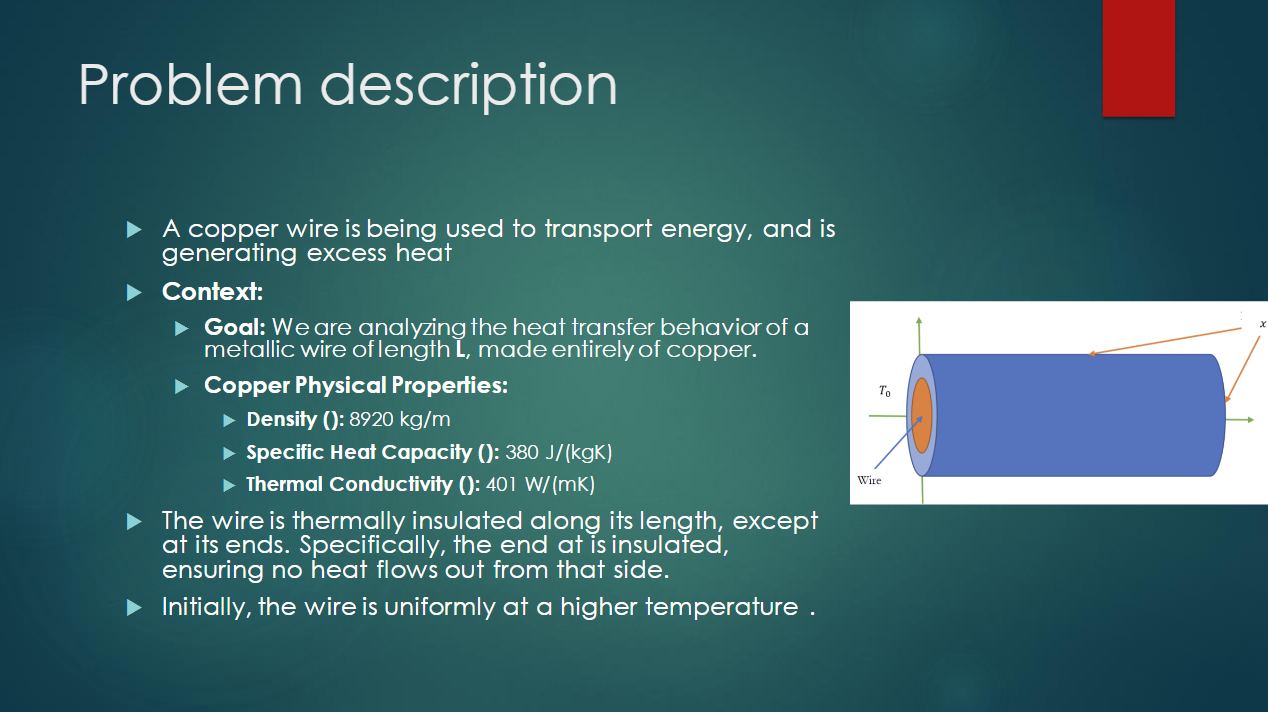 Problem description
A copper wire is being used to transport energy, and is
generating excess heat
Context:
Goal: We are analyzing the heat transfer behavior of a
metallic wire of length L, made entirely of copper.
Copper Physical Properties:
Density (): 8920 kg/m
Specific Heat Capacity (): 380 J/(kgK)
Thermal Conductivity (): 401 W/(mK)
The wire is thermally insulated along its length, except
at its ends. Specifically, the end at is insulated,
ensuring no heat flows out from that side.
Initially, the wire is uniformly at a higher temperature .
x
T₀
Wire